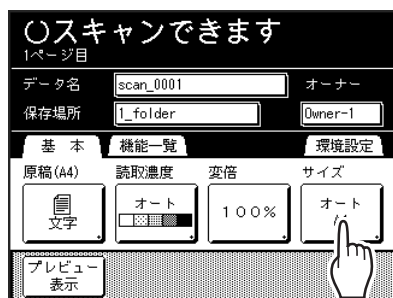 スキャンできます
1ページ目
データ名 scan_0001 オーナー
保存場所 1_folder Owner-1
基 本 機能一覧 環境設定
原稿(A4) 読取濃度 変倍 サイズ
文字 オート 100% オート
プレビュー
表示